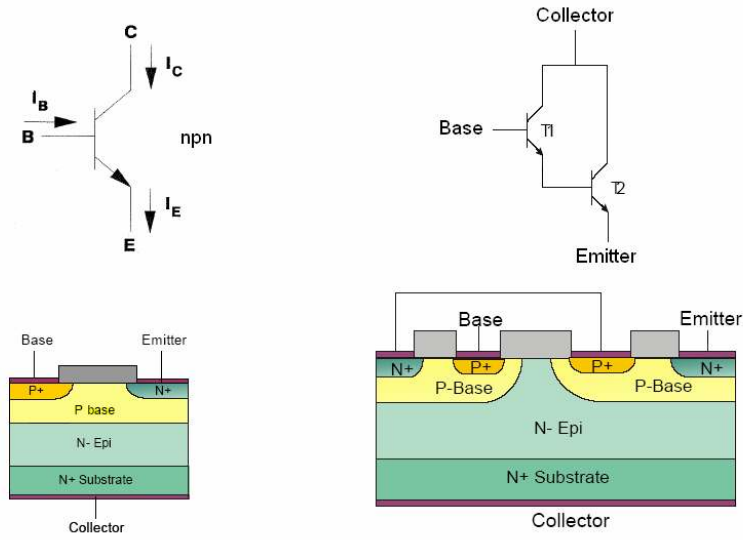 C
I_C
I_B
B
npn
I_E
E
Collector
Base
T1
T2
Emitter
Base
Emitter
P+
N+
P base
N- Epi
N+ Substrate
Collector
Base
Emitter
N+
P+
P+
N+
P-Base
P-Base
N- Epi
N+ Substrate
Collector